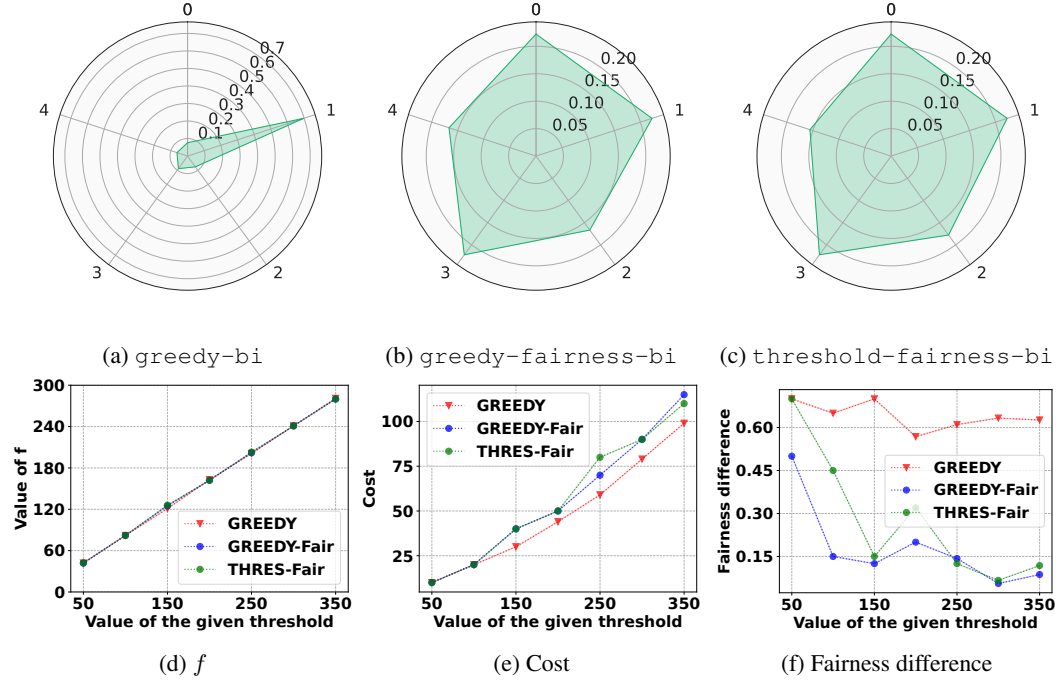 0
1
2
3
4
0.1
0.2
0.3
0.4
0.5
0.6
0.7
0
1
2
3
4
0.05
0.10
0.15
0.20
0
1
2
3
4
0.05
0.10
0.15
0.20
(a) greedy-bi
(b) greedy-fairness-bi
(c) threshold-fairness-bi
Value of f
300
240
180
120
60
0
50
150
250
350
Value of the given threshold
GREEDY
GREEDY-Fair
THRES-Fair
Cost
100
75
50
25
50
150
250
350
Value of the given threshold
GREEDY
GREEDY-Fair
THRES-Fair
Fairness difference
0.60
0.45
0.30
0.15
50
150
250
350
Value of the given threshold
GREEDY
GREEDY-Fair
THRES-Fair
(d) f
(e) Cost
(f) Fairness difference